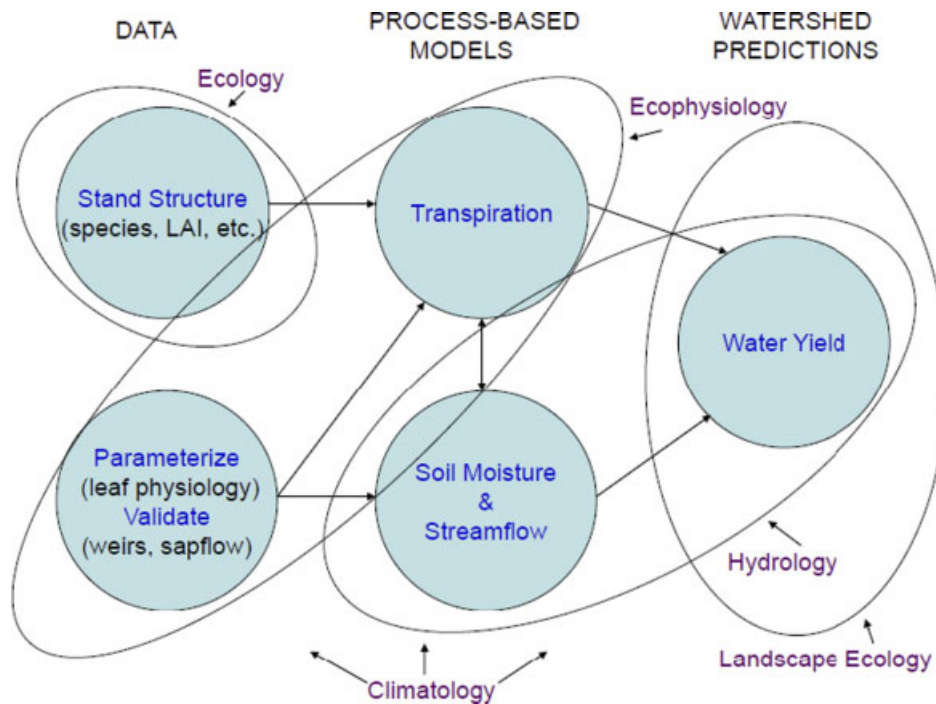 DATA
PROCESS-BASED
MODELS
WATERSHED
PREDICTIONS
Ecology
Ecophysiology
Stand Structure
(species, LAI, etc.)
Transpiration
Water Yield
Parameterize
(leaf physiology)
Validate
(weirs, sapflow)
Soil Moisture
&
Streamflow
Hydrology
Landscape Ecology
Climatology